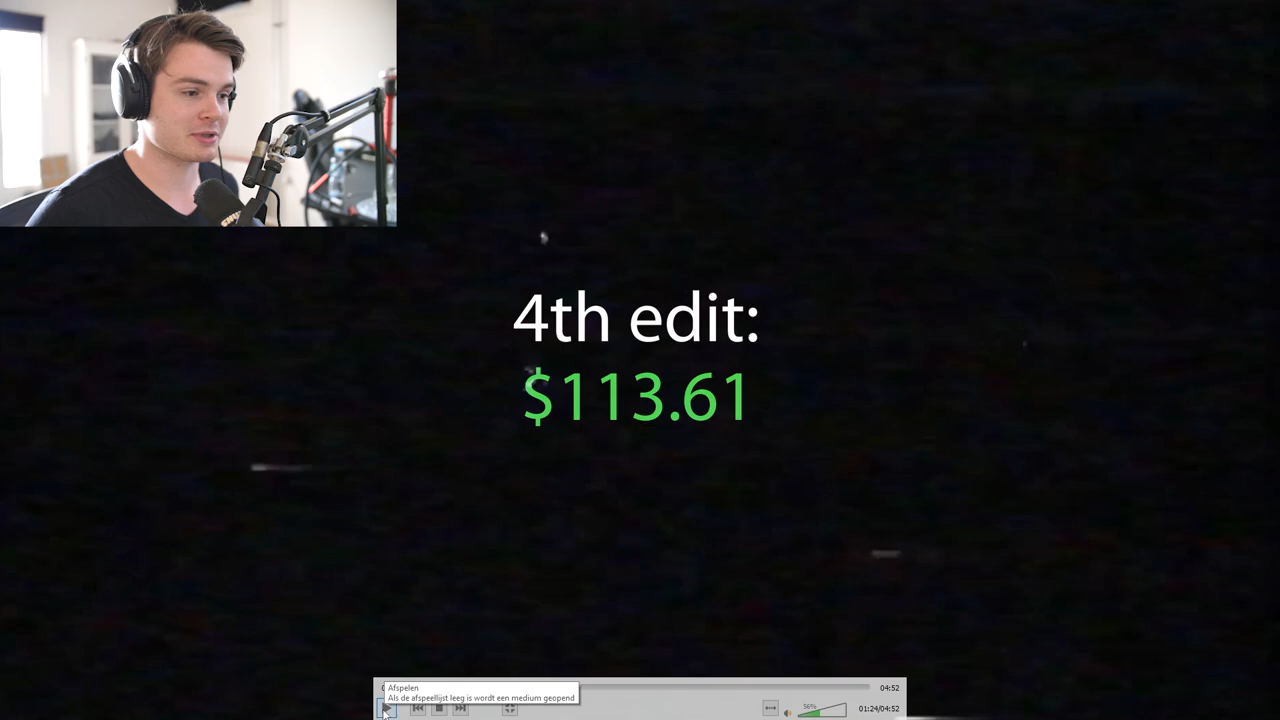 4th edit:
$113.61
Afspelen
Als de afspeellijst leeg is wordt een medium geopend
04:52
56%
01:24/04:52